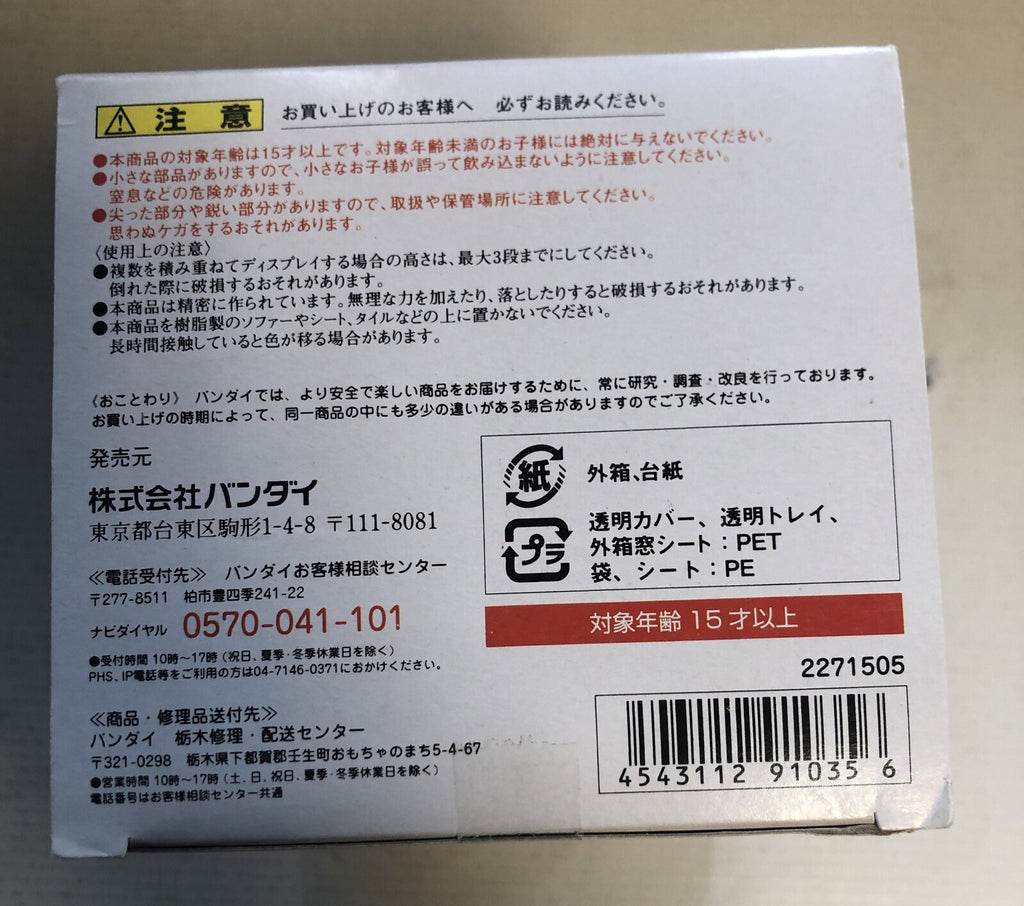 注意 お買い上げのお客様へ 必ずお読みください。
●本商品の対象年齢は15才以上です。対象年齢未満のお子様には絶対に与えないでください。
●小さな部品がありますので、小さなお子様が誤って飲み込まないように注意してください。
窒息などの危険があります。
●尖った部分や鋭い部分がありますので、取扱や保管場所に注意してください。
思わぬケガをするおそれがあります。
〈使用上の注意〉
●複数を積み重ねてディスプレイする場合の高さは、最大3段までにしてください。
倒れた際に破損するおそれがあります。
●本商品は精密に作られています。無理な力を加えたり、落としたりすると破損するおそれがあります。
●本商品を樹脂製のソファーやシート、タイルなどの上に置かないでください。
長時間接触していると色が移る場合があります。
《おことわり》 バンダイでは、より安全で楽しい商品をお届けするために、常に研究・調査・改良を行っております。
お買い上げの時期によって、同一商品の中にも多少の違いがある場合がありますのでご了承ください。
発売元
株式会社バンダイ
東京都台東区駒形1-4-8 〒111-8081
≪電話受付先≫ バンダイお客様相談センター
〒277-8511 柏市豊四季241-22
ナビダイヤル 0570-041-101
●受付時間 10時～17時(祝日、夏季・冬季休業日を除く)
PHS、IP電話等をご利用の方は04-7146-0371におかけください。
≪商品・修理品送付先≫
バンダイ 栃木修理・配送センター
〒321-0298 栃木県下都賀郡壬生町おもちゃのまち5-4-67
●営業時間 10時～17時(土、日、祝日、夏季・冬季休業日を除く)
電話番号はお客様相談センター共通
紙 外箱、台紙
プラ 透明カバー、透明トレイ、
外箱窓シート：PET
袋、シート：PE
対象年齢 15才以上
2271505
4543112 91035 6